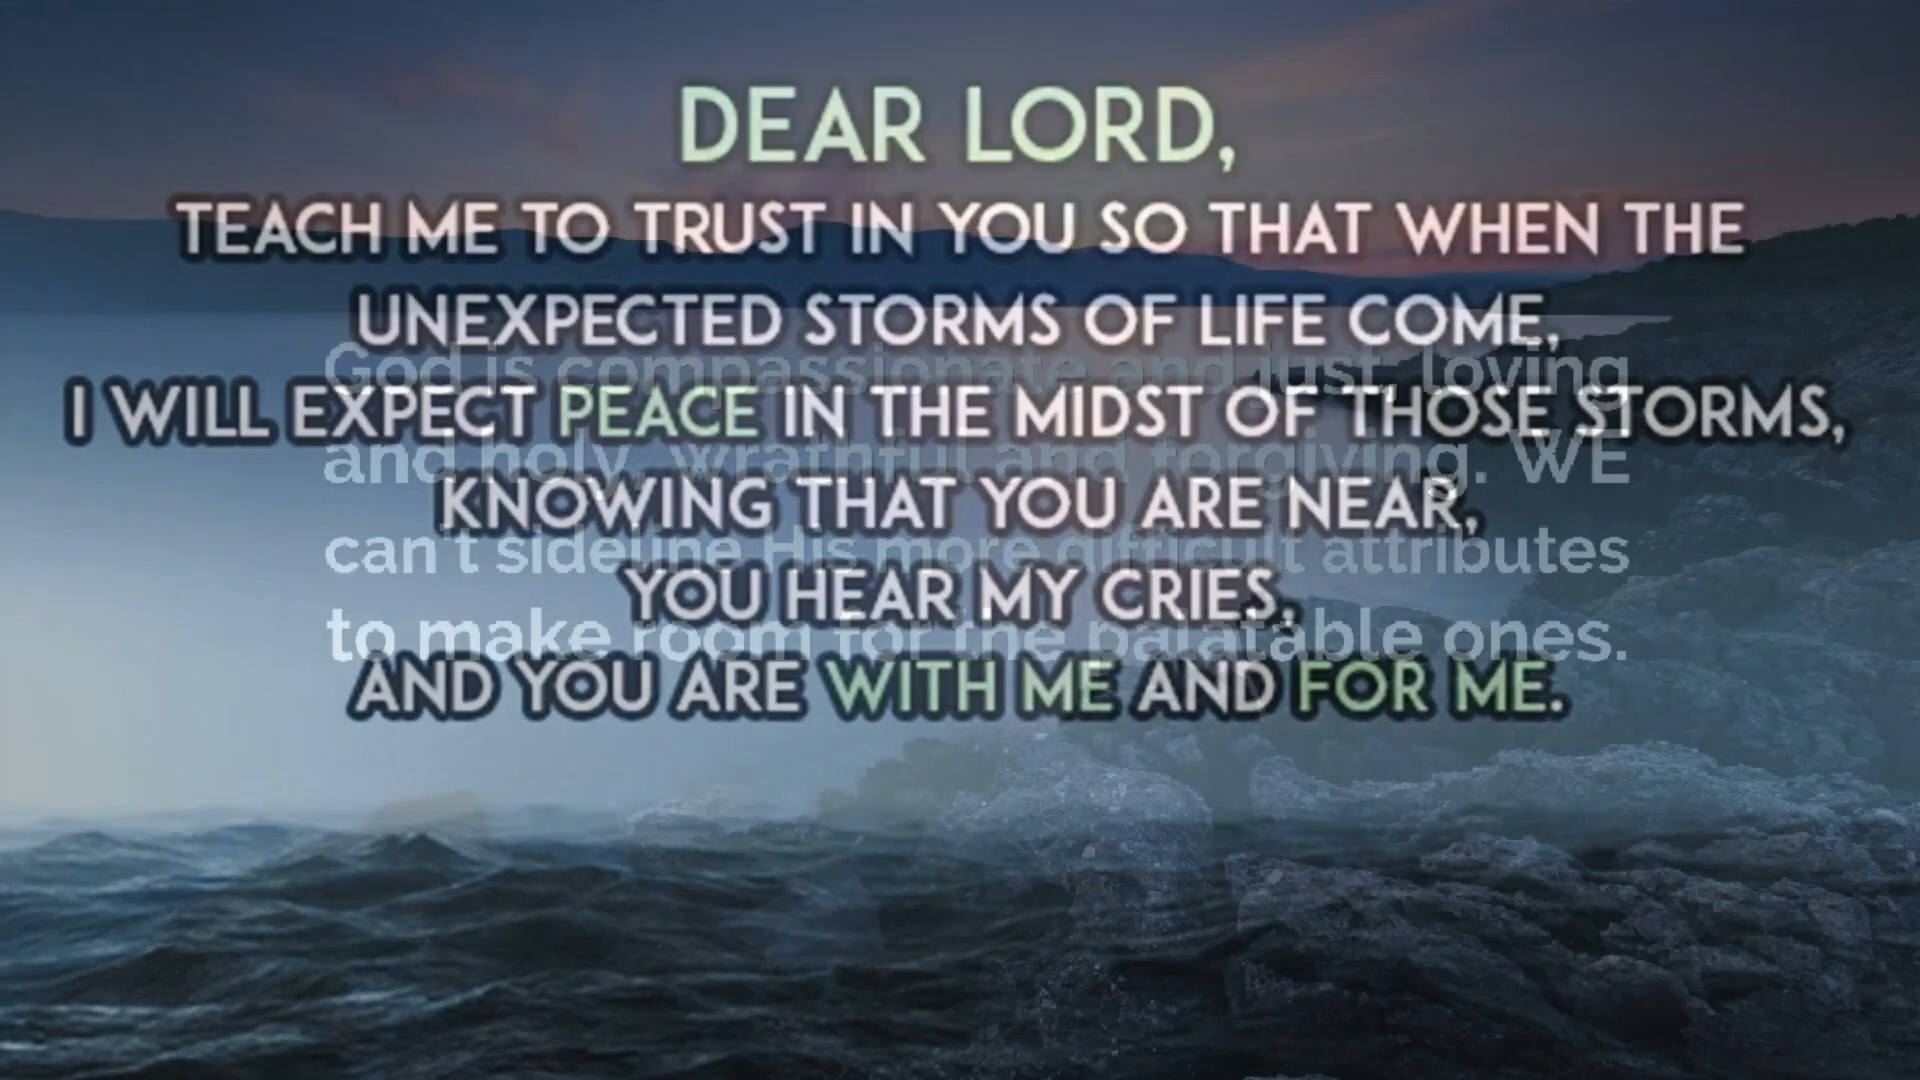 DEAR LORD,
TEACH ME TO TRUST IN YOU SO THAT WHEN THE
UNEXPECTED STORMS OF LIFE COME,
I WILL EXPECT PEACE IN THE MIDST OF THOSE STORMS,
KNOWING THAT YOU ARE NEAR,
YOU HEAR MY CRIES,
AND YOU ARE WITH ME AND FOR ME.
God is compassionate and just, loving
and holy, wrathful and forgiving. WE
can't sideline His more difficult attributes
to make room for the palatable ones.